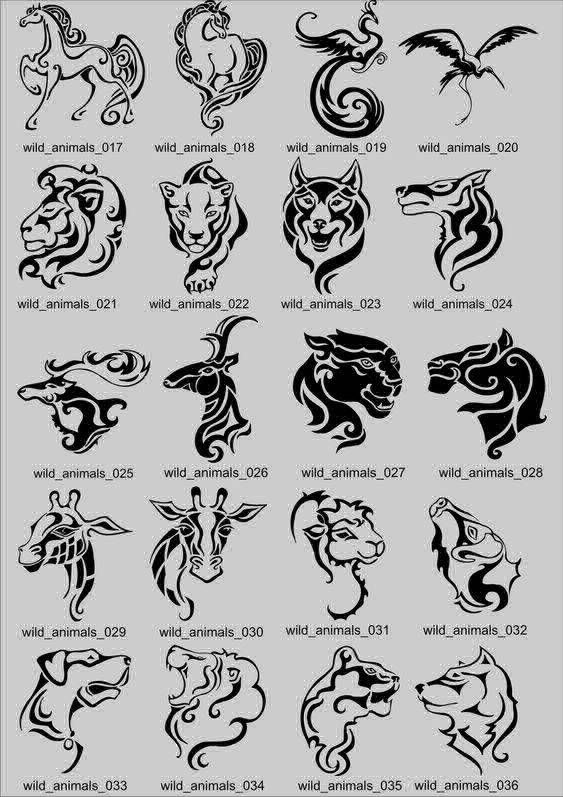 wild_animals_017 wild_animals_018 wild_animals_019 wild_animals_020
wild_animals_021 wild_animals_022 wild_animals_023 wild_animals_024
wild_animals_025 wild_animals_026 wild_animals_027 wild_animals_028
wild_animals_029 wild_animals_030 wild_animals_031 wild_animals_032
wild_animals_033 wild_animals_034 wild_animals_035 wild_animals_036